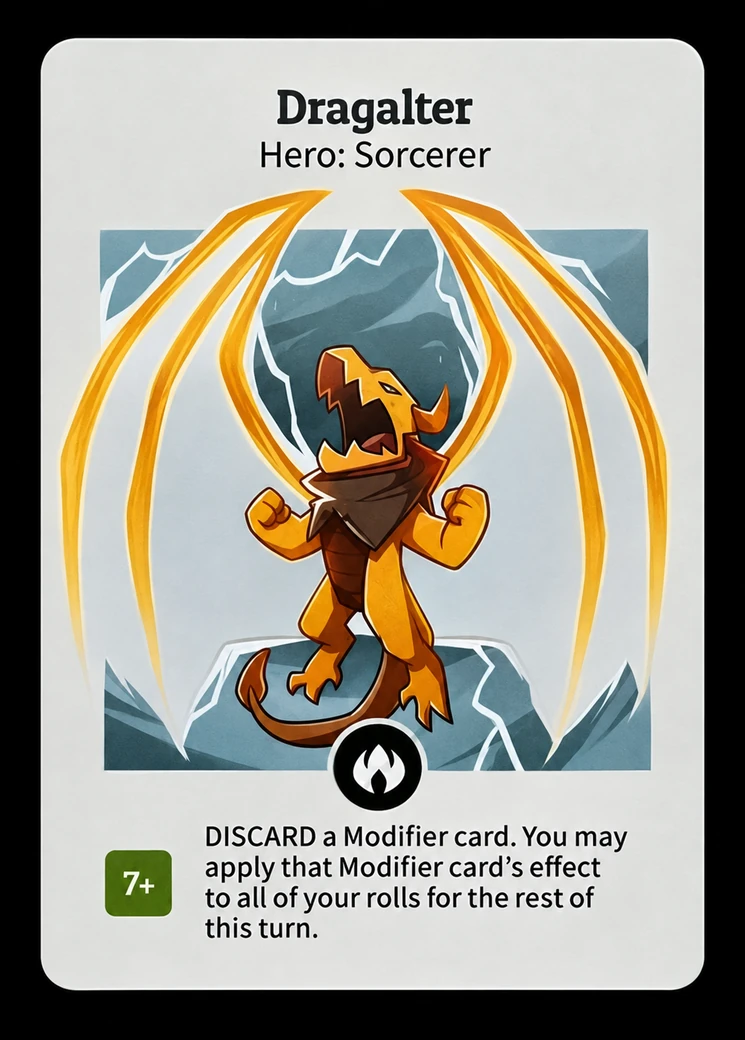 Dragalter
Hero: Sorcerer
7+
DISCARD a Modifier card. You may
apply that Modifier card’s effect
to all of your rolls for the rest of
this turn.